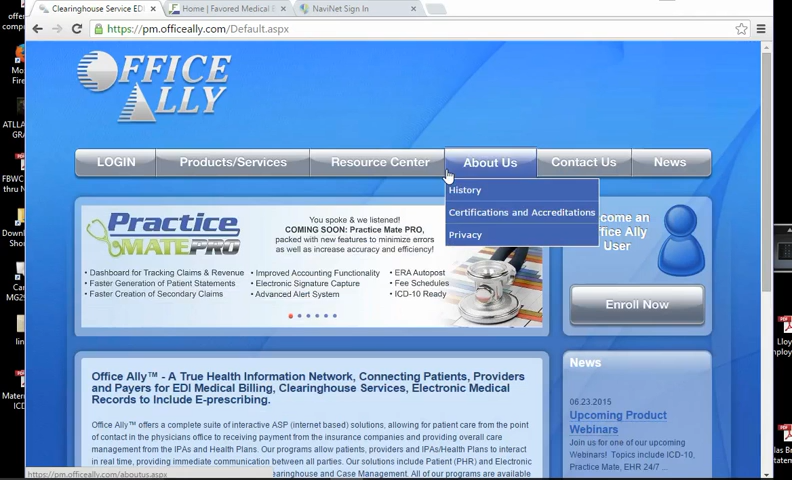 Clearinghouse Service EDI
Home | Favored Medical B
NaviNet Sign In
https://pm.officeally.com/Default.aspx
OFFICE
ALLY
LOGIN
Products/Services
Resource Center
About Us
Contact Us
News
History
Certifications and Accreditations
Privacy
Practice
MATE PRO
You spoke & we listened!
COMING SOON: Practice Mate PRO,
packed with new features to minimize errors
as well as increase accuracy and efficiency!
• Dashboard for Tracking Claims & Revenue
• Faster Generation of Patient Statements
• Faster Creation of Secondary Claims
• Improved Accounting Functionality
• Electronic Signature Capture
• Advanced Alert System
• ERA Autopost
• Fee Schedules
• ICD-10 Ready
come an
ffice Ally
User
Enroll Now
Office Ally™ - A True Health Information Network, Connecting Patients, Providers
and Payers for EDI Medical Billing, Clearinghouse Services, Electronic Medical
Records to Include E-prescribing.
Office Ally™ offers a complete suite of interactive ASP (internet based) solutions, allowing for patient care from the
point of contact in the physicians office to receiving payment from the insurance companies and providing overall care
management from the IPAs and Health Plans. Our programs allow patients, providers and IPAs/Health Plans to interact
in real time, providing immediate communication between all parties. Our solutions include Patient (PHR) and Electronic
earinghouse and Case Management. All of our programs are available
News
06.23.2015
Upcoming Product
Webinars
Join us for one of our upcoming
Webinars! Topics include ICD-10,
Practice Mate, EHR 24/7 ...
https://pm.officeally.com/aboutus.aspx